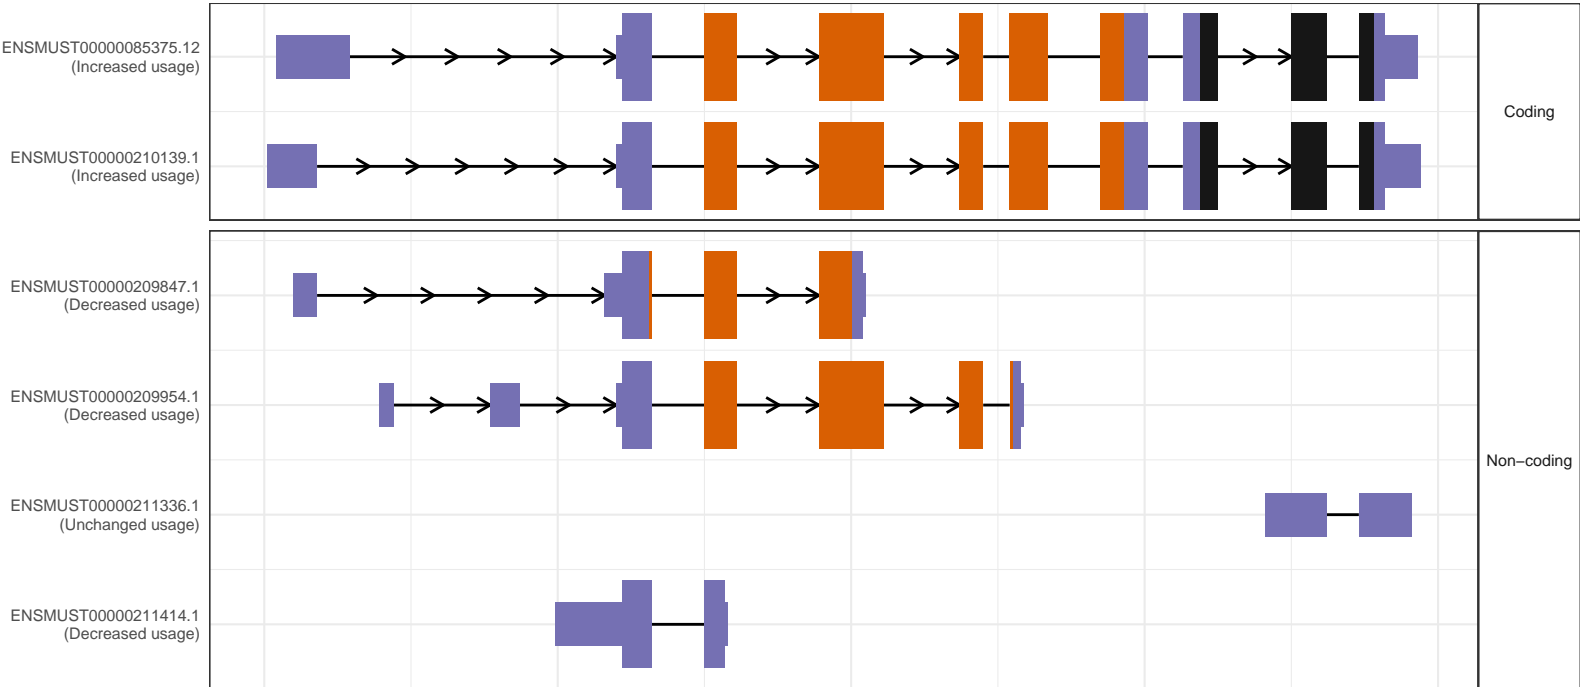 ENSMUST00000085375.12
(Increased usage)
Coding
ENSMUST00000210139.1
(Increased usage)
ENSMUST00000209847.1
(Decreased usage)
ENSMUST00000209954.1
(Decreased usage)
Non−coding
ENSMUST00000211336.1
(Unchanged usage)
ENSMUST00000211414.1
(Decreased usage)